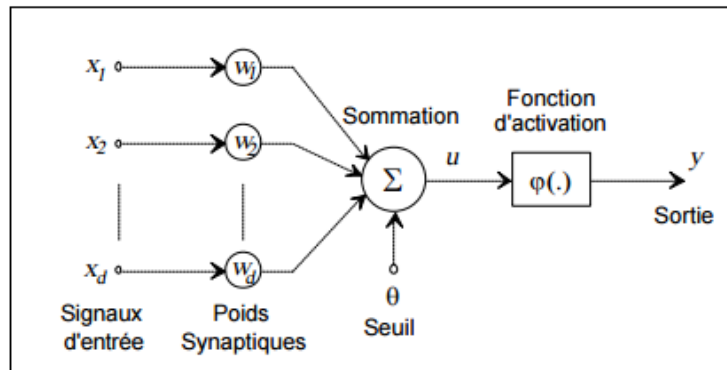 x1
w1
x2
w2
xd
wd
Signaux
d'entrée
Poids
Synaptiques
Sommation
Σ
θ
Seuil
u
Fonction
d'activation
φ(.)
y
Sortie